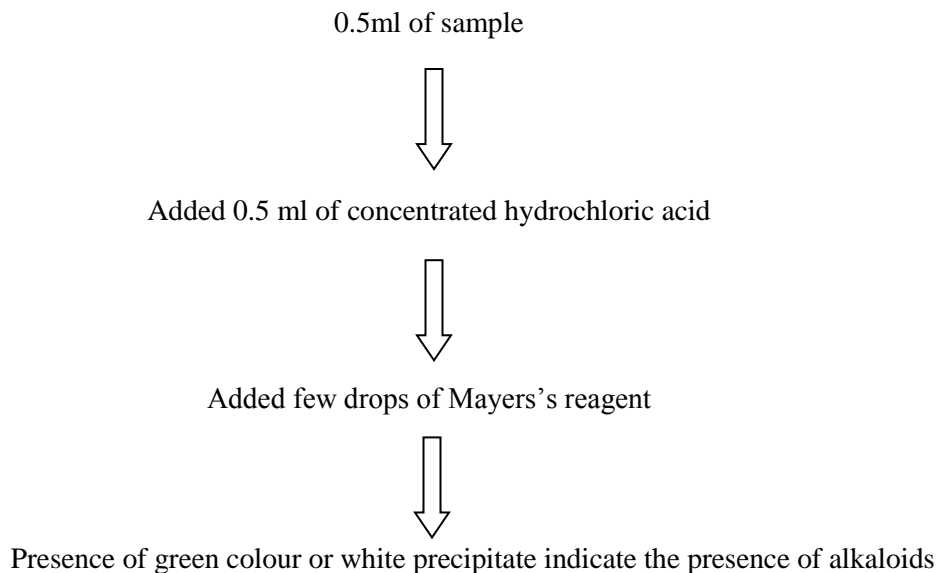 0.5ml of sample
Added 0.5 ml of concentrated hydrochloric acid
Added few drops of Mayers’s reagent
Presence of green colour or white precipitate indicate the presence of alkaloids